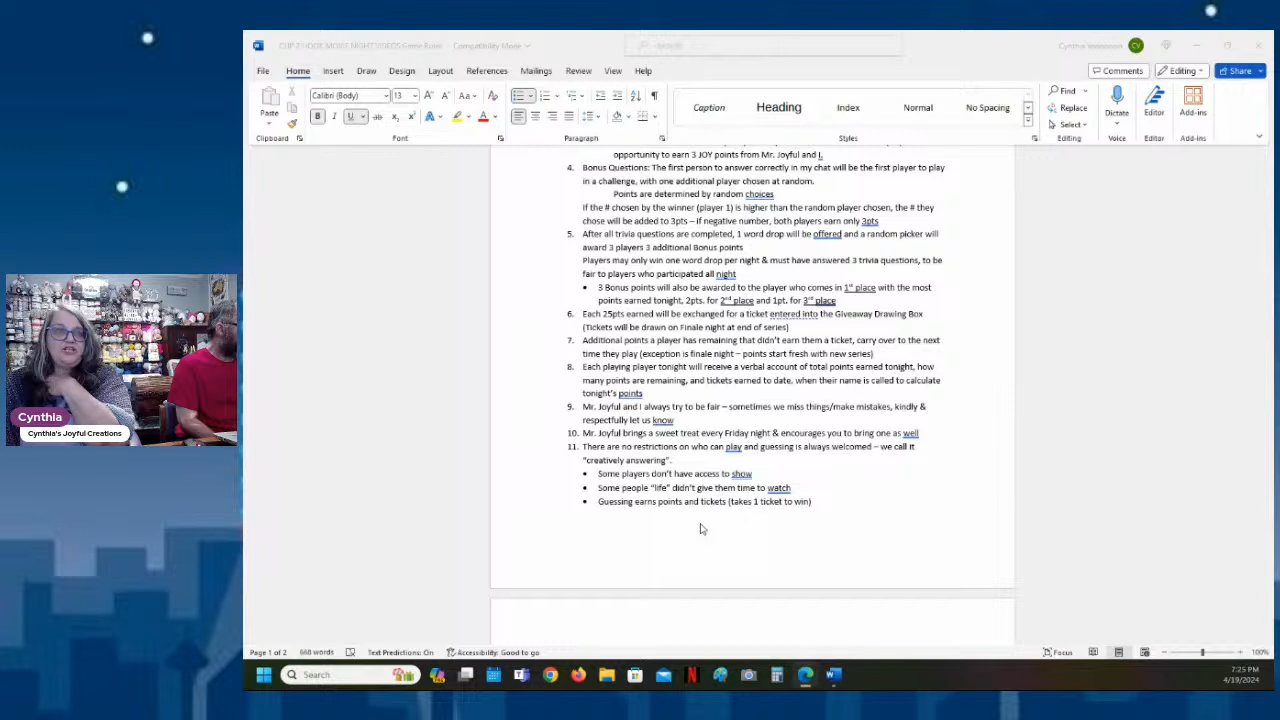 CLIP 2 HOOK MOVIE NIGHT VIDEOS Game Rules - Compatibility Mode
Search
Cynthia
CV
File Home Insert Draw Design Layout References Mailings Review View Help
Comments Editing Share
Paste
Calibri (Body) 13
Caption Heading Index Normal No Spacing
Find
Replace
Select
Dictate
Editor
Add-ins
Clipboard Font Paragraph Styles Editing Voice Editor Add-ins
opportunity to earn 3 JOY points from Mr. Joyful and I.
4. Bonus Questions: The first person to answer correctly in my chat will be the first player to play
in a challenge, with one additional player chosen at random.
Points are determined by random choices
If the # chosen by the winner (player 1) is higher than the random player chosen, the # they
chose will be added to 3pts – if negative number, both players earn only 3pts
5. After all trivia questions are completed, 1 word drop will be offered and a random picker will
award 3 players 3 additional Bonus points
Players may only win one word drop per night & must have answered 3 trivia questions, to be
fair to players who participated all night
• 3 Bonus points will also be awarded to the player who comes in 1st place with the most
points earned tonight, 2pts. for 2nd place and 1pt. for 3rd place
6. Each 25pts earned will be exchanged for a ticket entered into the Giveaway Drawing Box
(Tickets will be drawn on Finale night at end of series)
7. Additional points a player has remaining that didn't earn them a ticket, carry over to the next
time they play (exception is finale night – points start fresh with new series)
8. Each playing player tonight will receive a verbal account of total points earned tonight, how
many points are remaining, and tickets earned to date, when their name is called to calculate
tonight's points
9. Mr. Joyful and I always try to be fair – sometimes we miss things/make mistakes, kindly &
respectfully let us know
10. Mr. Joyful brings a sweet treat every Friday night & encourages you to bring one as well
11. There are no restrictions on who can play and guessing is always welcomed – we call it
"creatively answering".
• Some players don't have access to show
• Some people "life" didn't give them time to watch
• Guessing earns points and tickets (takes 1 ticket to win)
Cynthia
Cynthia's Joyful Creations
Page 1 of 2 668 words Text Predictions: On Accessibility: Good to go Focus 100%
Search
7:25 PM
4/19/2024